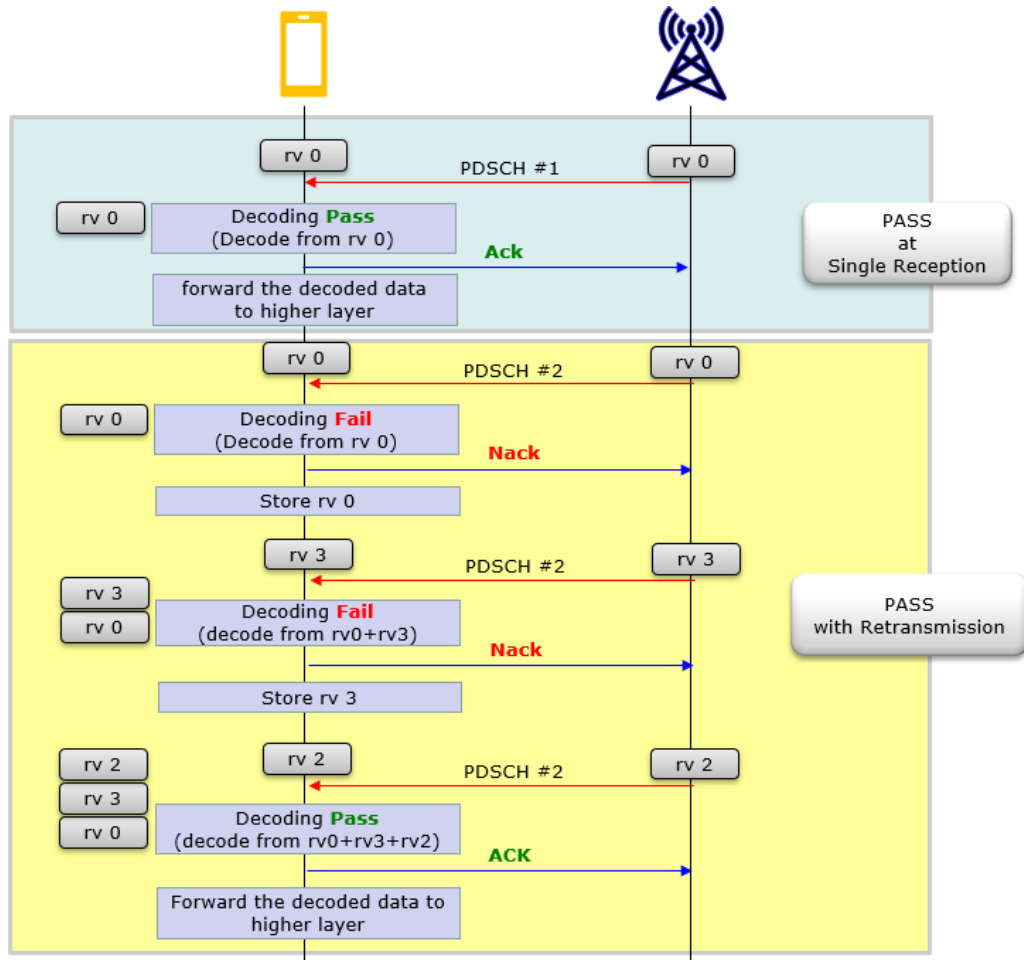 rv 0
rv 0
PDSCH #1
rv 0
Decoding Pass
(Decode from rv 0)
Ack
forward the decoded data
to higher layer
PASS
at
Single Reception
rv 0
rv 0
PDSCH #2
rv 0
Decoding Fail
(Decode from rv 0)
Nack
Store rv 0
rv 3
rv 3
PDSCH #2
rv 3
rv 0
Decoding Fail
(decode from rv0+rv3)
Nack
Store rv 3
PASS
with Retransmission
rv 2
rv 2
PDSCH #2
rv 2
rv 3
rv 0
Decoding Pass
(decode from rv0+rv3+rv2)
ACK
Forward the decoded data to
higher layer